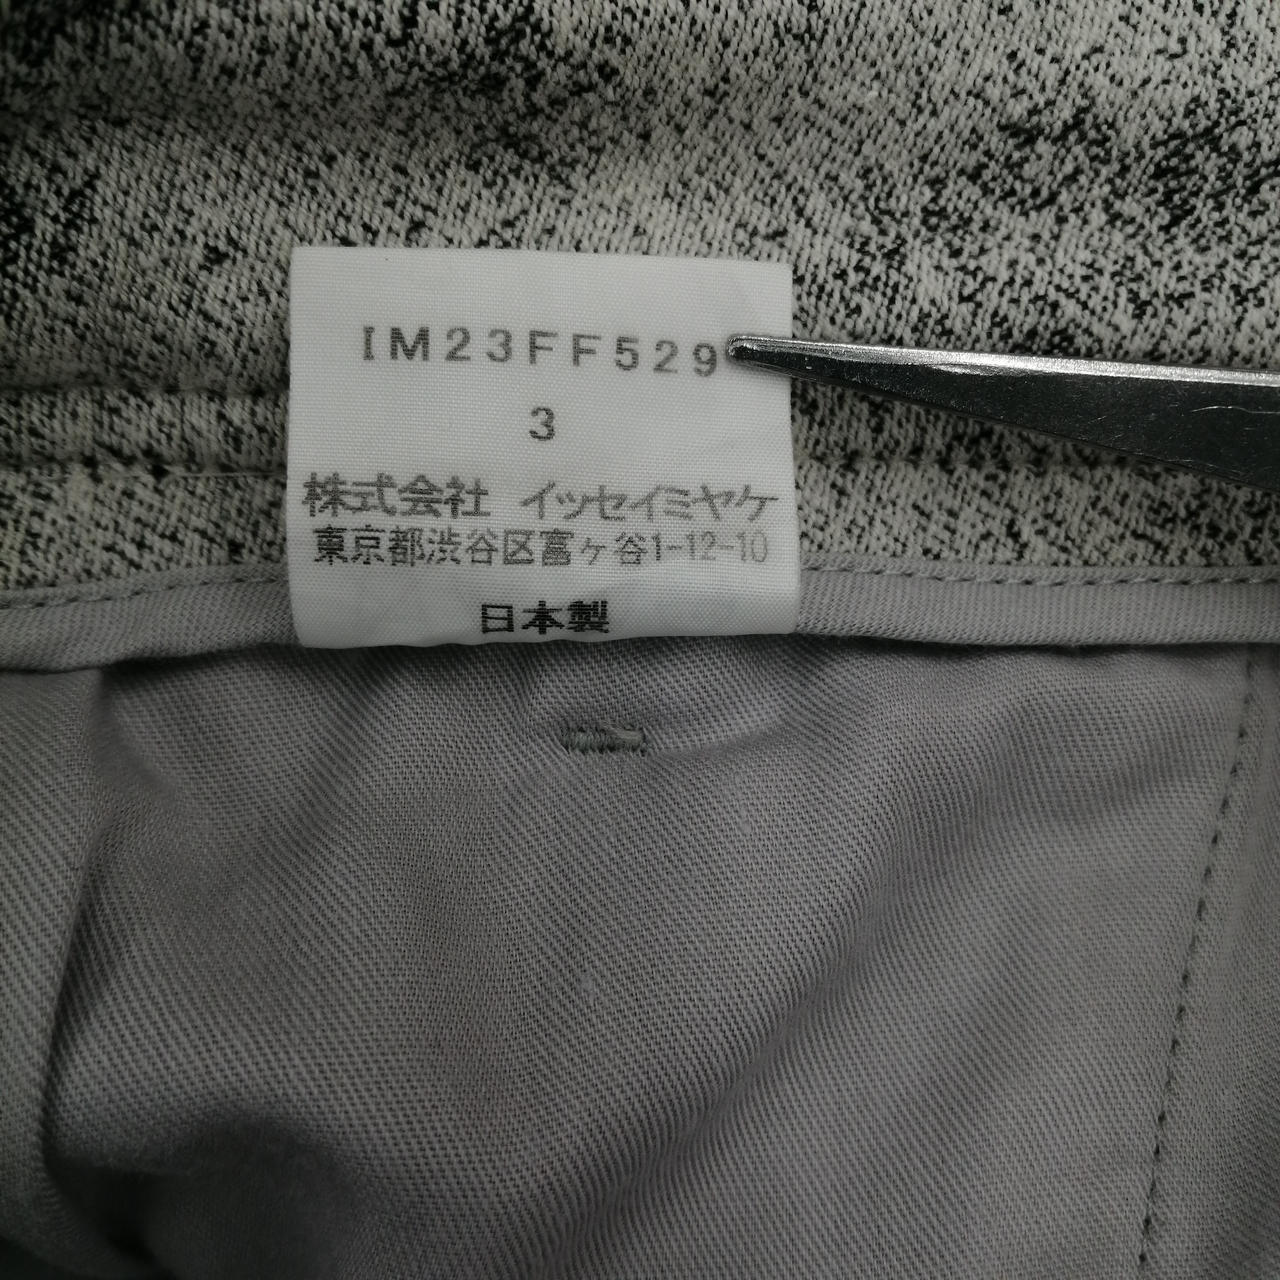 IM23FF529
3
株式会社 イッセイミヤケ
東京都渋谷区富ヶ谷1-12-10
日本製